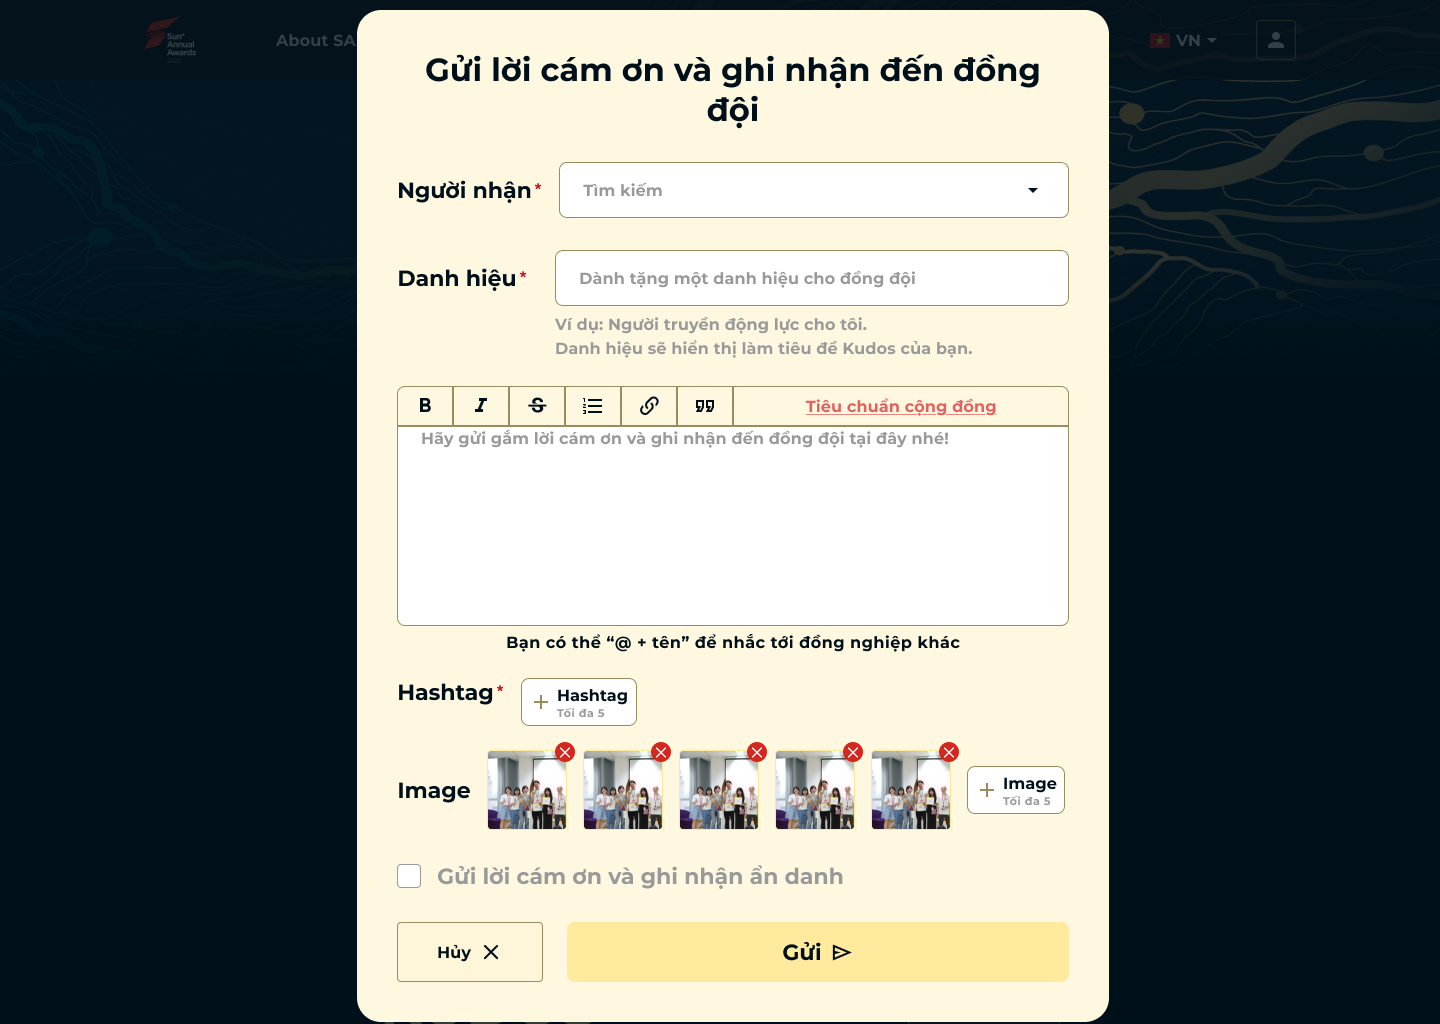 Sun*
Annual
Awards
About SA
VN
Gửi lời cám ơn và ghi nhận đến đồng
đội
Người nhận *
Tìm kiếm
Danh hiệu *
Dành tặng một danh hiệu cho đồng đội
Ví dụ: Người truyền động lực cho tôi.
Danh hiệu sẽ hiển thị làm tiêu đề Kudos của bạn.
B I S
Tiêu chuẩn cộng đồng
Hãy gửi gắm lời cám ơn và ghi nhận đến đồng đội tại đây nhé!
Bạn có thể “@ + tên” để nhắc tới đồng nghiệp khác
Hashtag *
Hashtag
Tối đa 5
Image
Image
Tối đa 5
Gửi lời cám ơn và ghi nhận ẩn danh
Hủy
Gửi